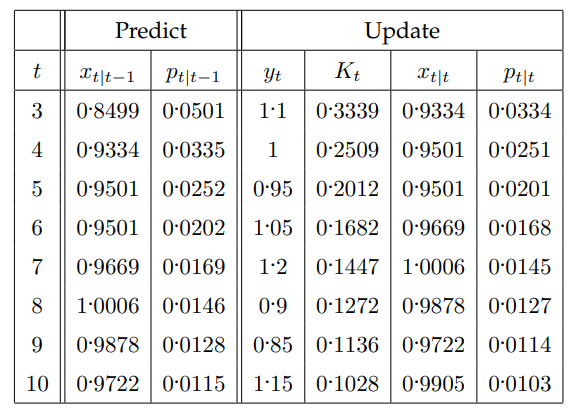 Predict Update
t x_{t|t−1} p_{t|t−1} y_t K_t x_{t|t} p_{t|t}
3 0·8499 0·0501 1·1 0·3339 0·9334 0·0334
4 0·9334 0·0335 1 0·2509 0·9501 0·0251
5 0·9501 0·0252 0·95 0·2012 0·9501 0·0201
6 0·9501 0·0202 1·05 0·1682 0·9669 0·0168
7 0·9669 0·0169 1·2 0·1447 1·0006 0·0145
8 1·0006 0·0146 0·9 0·1272 0·9878 0·0127
9 0·9878 0·0128 0·85 0·1136 0·9722 0·0114
10 0·9722 0·0115 1·15 0·1028 0·9905 0·0103